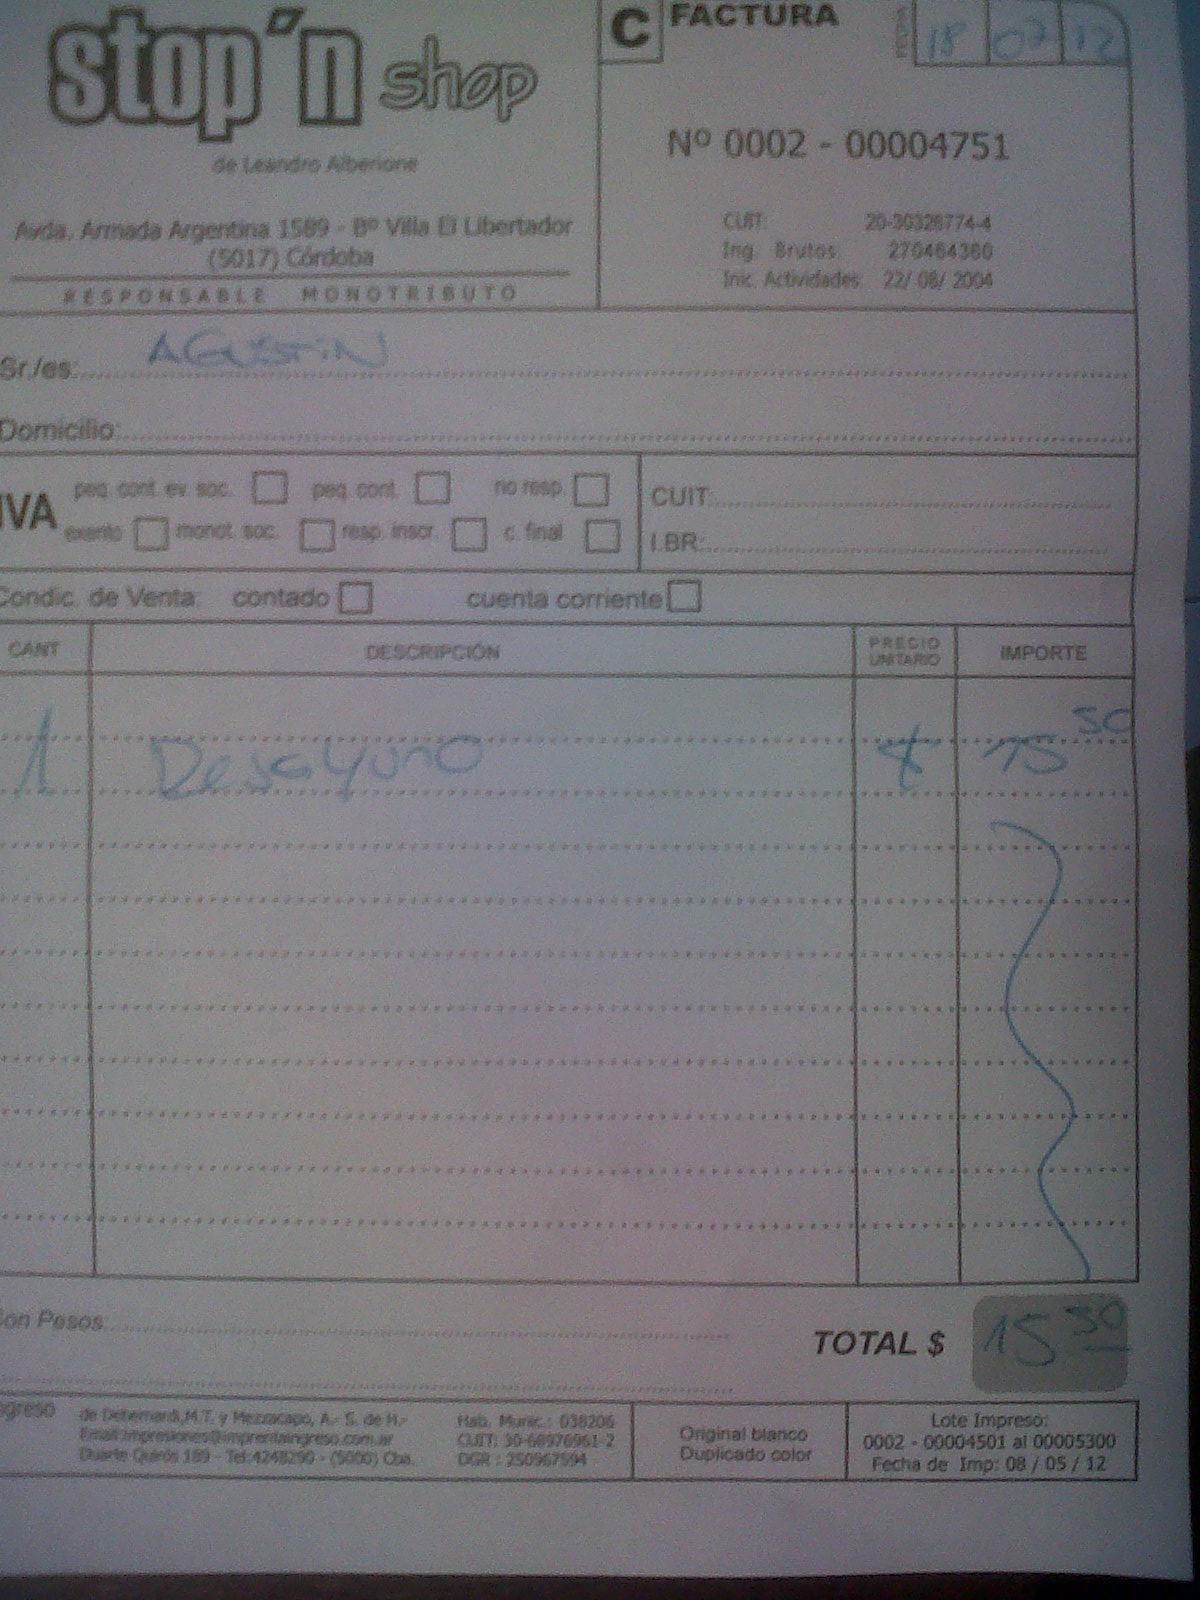 stop´n shop
de Leandro Alberione
Avda. Armada Argentina 1589 - Bº Villa El Libertador
(5017) Córdoba
RESPONSABLE MONOTRIBUTO
C FACTURA
FECHA 18 07 12
Nº 0002 - 00004751
CUIT: 20-30328774-4
Ing. Brutos: 270464360
Inic. Actividades: 22/ 08/ 2004
Sr./es: AGUSTIN
Domicilio:
IVA peq. cont. ev. soc. peq. cont. no resp.
exento monot. soc. resp. inscr. c. final
CUIT:
I.BR:
Condic. de Venta: contado cuenta corriente
CANT DESCRIPCIÓN PRECIO UNITARIO IMPORTE
1 Desayuno $ 15 50
Son Pesos:
TOTAL $ 15 50
de Debernardi,M.T. y Mezzacapo, A.- S. de H.-
Email:impresiones@imprentaingreso.com.ar
Duarte Quirós 189 - Tel:4248290 - (5000) Cba.
Hab. Munic.: 038206
CUIT: 30-68976961-2
DGR : 250967594
Original blanco
Duplicado color
Lote Impreso:
0002 - 00004501 al 00005300
Fecha de Imp: 08 / 05 / 12